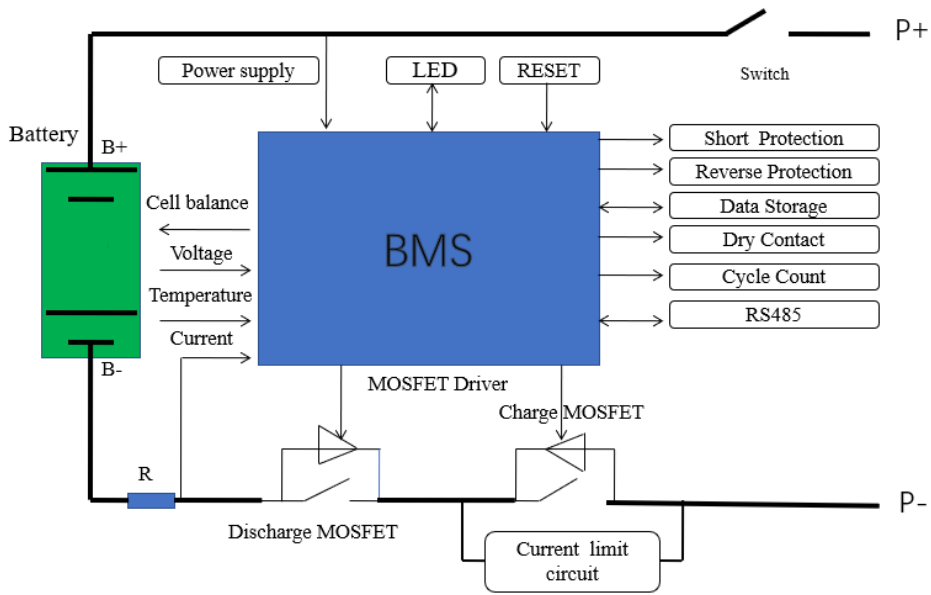 P+
Power supply
LED
RESET
Switch
Battery
B+
Short Protection
Reverse Protection
Cell balance
Data Storage
BMS
Dry Contact
Voltage
Cycle Count
Temperature
RS485
Current
B-
MOSFET Driver
Charge MOSFET
R
P-
Discharge MOSFET
Current limit
circuit